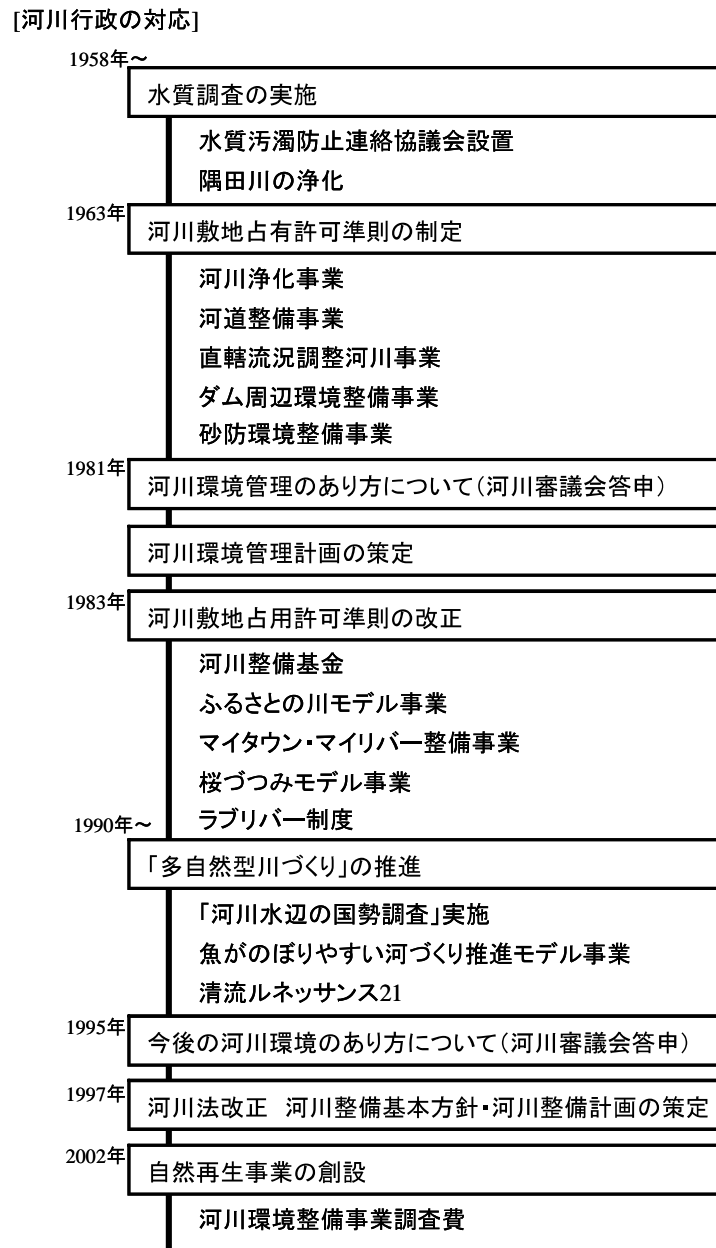 [河川行政の対応]
1958年～
水質調査の実施
水質汚濁防止連絡協議会設置
隅田川の浄化
1963年
河川敷地占有許可準則の制定
河川浄化事業
河道整備事業
直轄流況調整河川事業
ダム周辺環境整備事業
砂防環境整備事業
1981年
河川環境管理のあり方について（河川審議会答申）
河川環境管理計画の策定
1983年
河川敷地占用許可準則の改正
河川整備基金
ふるさとの川モデル事業
マイタウン・マイリバー整備事業
桜づつみモデル事業
ラブリバー制度
1990年～
「多自然型川づくり」の推進
「河川水辺の国勢調査」実施
魚がのぼりやすい河づくり推進モデル事業
清流ルネッサンス21
1995年
今後の河川環境のあり方について（河川審議会答申）
1997年
河川法改正　河川整備基本方針・河川整備計画の策定
2002年
自然再生事業の創設
河川環境整備事業調査費